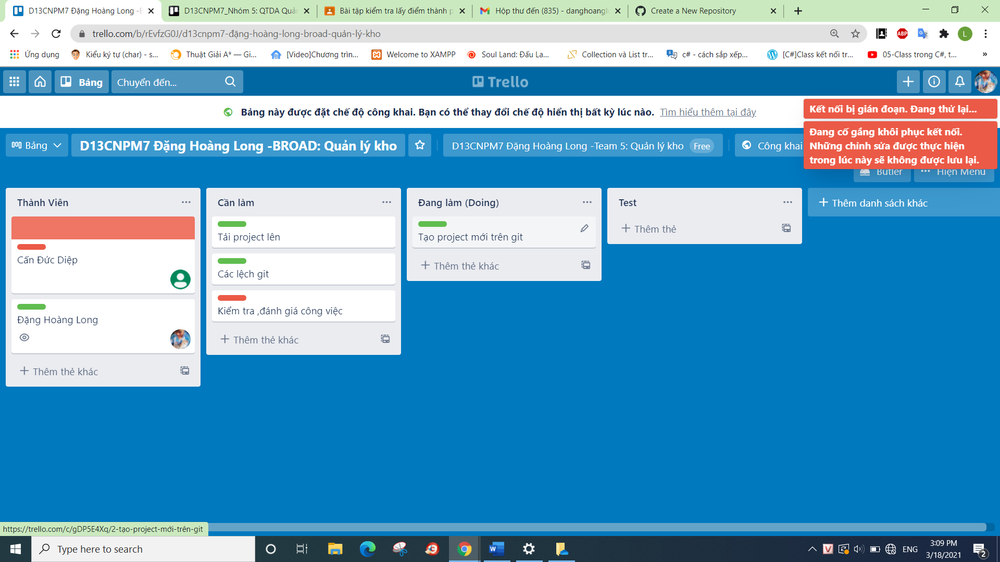 D13CNPM7 Đặng Hoàng Long -B
D13CNPM7_Nhóm 5: QTDA Quản
Bài tập kiểm tra lấy điểm thành p
Hộp thư đến (835) - danghoangl
Create a New Repository
trello.com/b/rEvfzG0J/d13cnpm7-đặng-hoàng-long-broad-quản-lý-kho
ABP
L
Ứng dụng
Kiểu ký tự (char) - s...
Thuật Giải A* — Gi...
[Video]Chương trìn...
Welcome to XAMPP
Soul Land: Đấu La...
Collection và List tr...
c# - cách sắp xếp...
[C#]Class kết nối tr...
05-Class trong C#, t...
»
Bảng
Chuyển đến...
Trello
Bảng này được đặt chế độ công khai. Bạn có thể thay đổi chế độ hiển thị bất kỳ lúc nào. Tìm hiểu thêm tại đây
Kết nối bị gián đoạn. Đang thử lại...
Đang cố gắng khôi phục kết nối.
Những chỉnh sửa được thực hiện
trong lúc này sẽ không được lưu lại.
Bảng
D13CNPM7 Đặng Hoàng Long -BROAD: Quản lý kho
D13CNPM7 Đặng Hoàng Long -Team 5: Quản lý kho
Free
Công khai
Butler
Hiện Menu
Thành Viên
Cấn Đức Diệp
Đặng Hoàng Long
Thêm thẻ khác
Cần làm
Tải project lên
Các lệch git
Kiểm tra ,đánh giá công việc
Thêm thẻ khác
Đang làm (Doing)
Tạo project mới trên git
Thêm thẻ khác
Test
Thêm thẻ
Thêm danh sách khác
https://trello.com/c/gDP5E4Xq/2-tạo-project-mới-trên-git
Type here to search
ENG
3:09 PM
3/18/2021
2